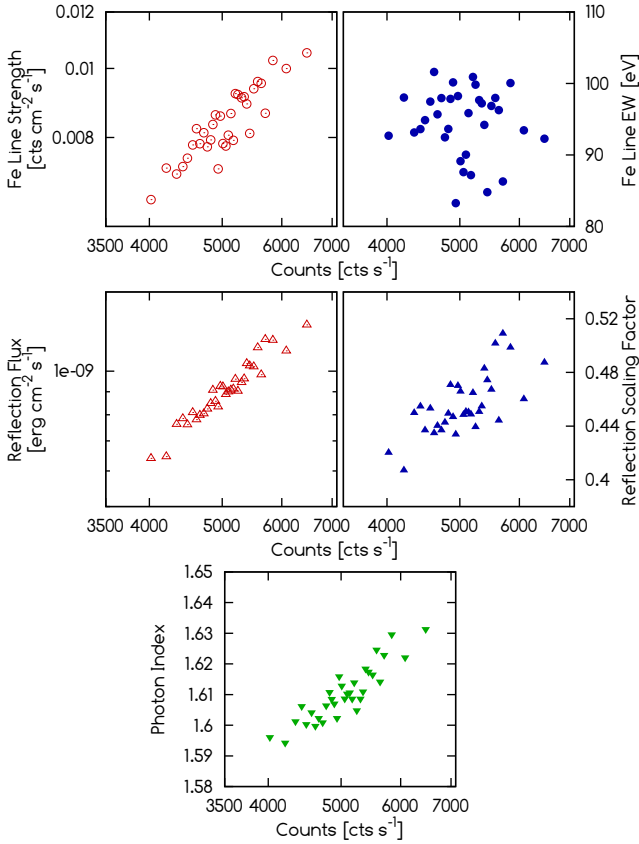 0.012
0.01
0.008
Fe Line Strength
[cts cm⁻² s⁻¹]
3500 4000 5000 6000 7000
Counts [cts s⁻¹]
110
100
90
80
Fe Line EW [eV]
4000 5000 6000 7000
Counts [cts s⁻¹]
1e-09
Reflection Flux
[erg cm⁻² s⁻¹]
3500 4000 5000 6000 7000
Counts [cts s⁻¹]
0.52
0.48
0.44
0.4
Reflection Scaling Factor
4000 5000 6000 7000
Counts [cts s⁻¹]
1.65
1.63
1.61
1.6
1.59
1.58
Photon Index
3500 4000 5000 6000 7000
Counts [cts s⁻¹]